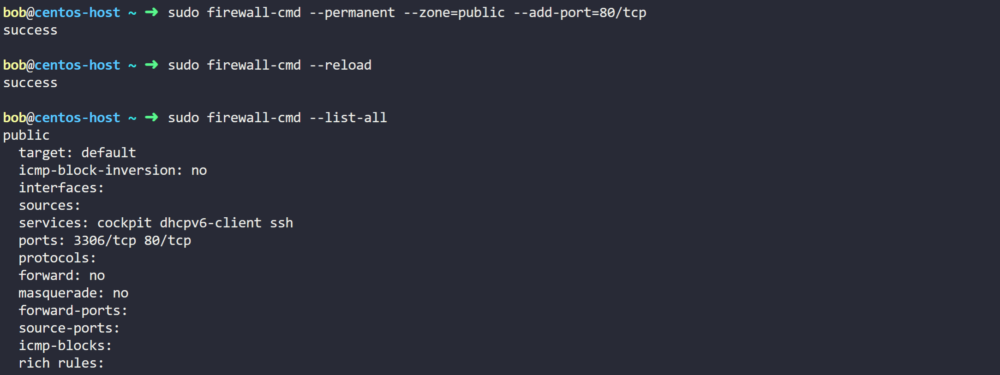 bob@centos-host ~ ➜ sudo firewall-cmd --permanent --zone=public --add-port=80/tcp
success
bob@centos-host ~ ➜ sudo firewall-cmd --reload
success
bob@centos-host ~ ➜ sudo firewall-cmd --list-all
public
  target: default
  icmp-block-inversion: no
  interfaces:
  sources:
  services: cockpit dhcpv6-client ssh
  ports: 3306/tcp 80/tcp
  protocols:
  forward: no
  masquerade: no
  forward-ports:
  source-ports:
  icmp-blocks:
  rich rules: